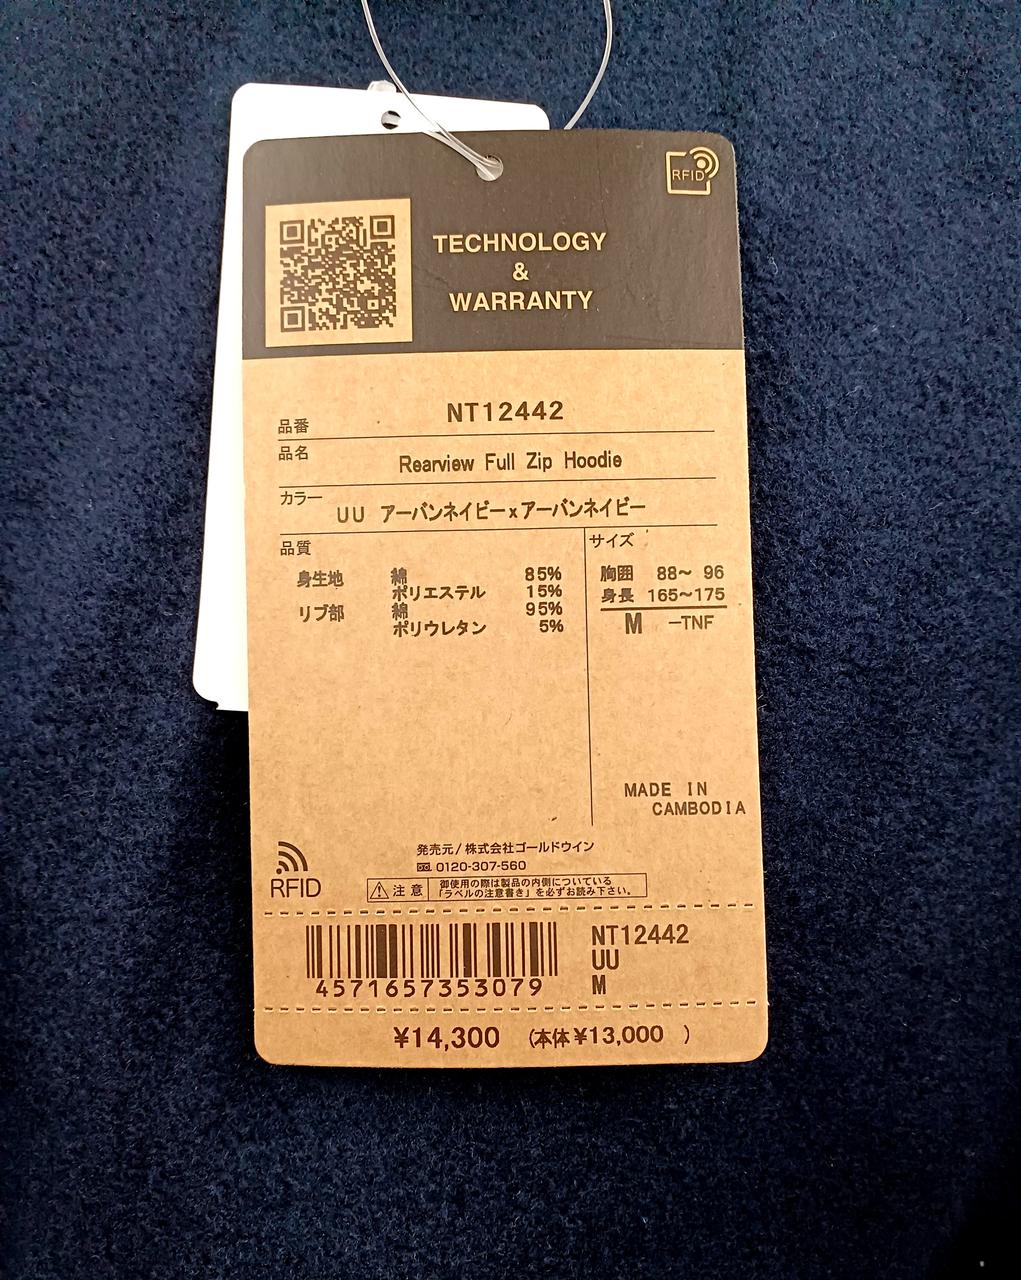 RFID
TECHNOLOGY
&
WARRANTY
品番 NT12442
品名 Rearview Full Zip Hoodie
カラー UU アーバンネイビーxアーバンネイビー
品質
身生地 綿 85%
ポリエステル 15%
リブ部 綿 95%
ポリウレタン 5%
サイズ
胸囲 88～ 96
身長 165～175
M －TNF
MADE IN
CAMBODIA
発売元/株式会社ゴールドウイン
0120-307-560
RFID
注意 御使用の際は製品の内側についている
「ラベルの注意書き」を必ずお読み下さい。
4571657353079
NT12442
UU
M
¥14,300 (本体¥13,000 )